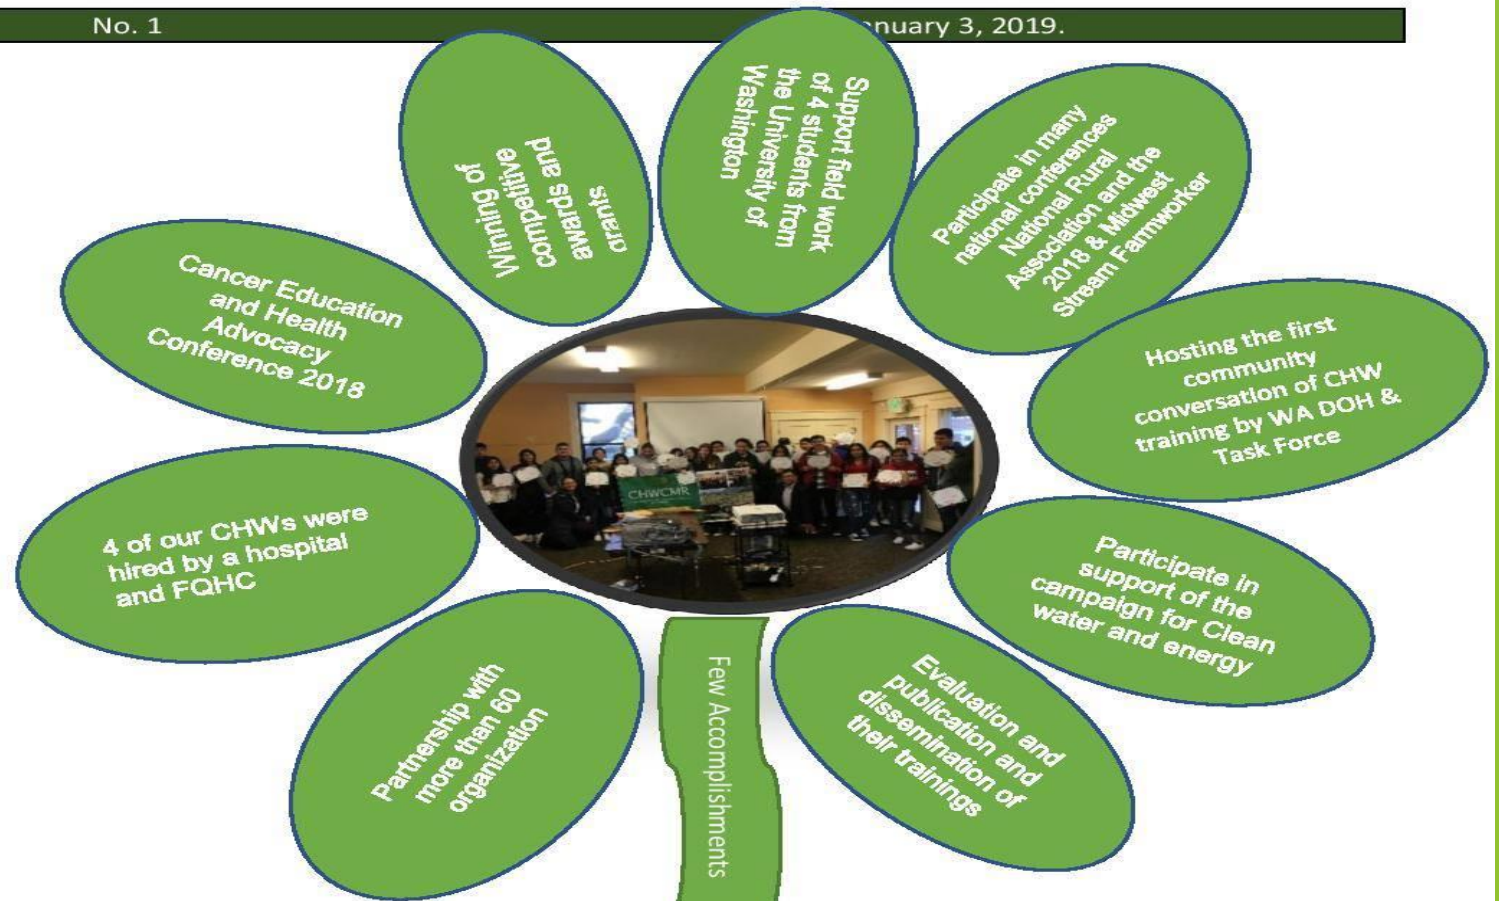 No. 1
nuary 3, 2019.
Winning of
competitive
awards and
grants
Support field work
of 4 students from
the University of
Washington
Participate in many
national conferences
National Rural
Association and the
2018 & Midwest
Stream Farmworker
Cancer Education
and Health
Advocacy
Conference 2018
Hosting the first
community
conversation of CHW
training by WA DOH &
Task Force
CHWCMR
4 of our CHWs were
hired by a hospital
and FQHC
Participate in
support of the
campaign for Clean
water and energy
Partnership with
more than 60
organization
Few Accomplishments
Evaluation and
publication and
dissemination of
their trainings